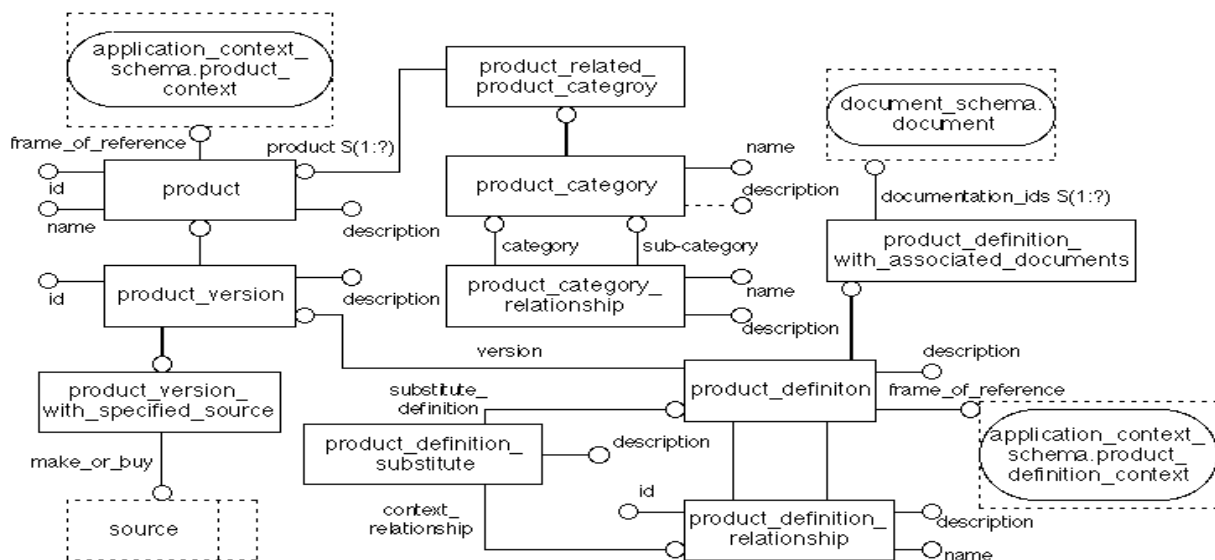 application_context_
schema.product_
context
product_related_
product_categroy
document_schema.
document
frame_of_reference
product S(1:?)
name
id
product
product_category
description
documentation_ids S(1:?)
name
description
category
sub-category
product_definition_
with_associated_documents
id
product_version
description
product_category_
relationship
name
description
version
description
product_version_
with_specified_source
substitute_
definition
product_definiton
frame_of_reference
make_or_buy
product_definition_
substitute
description
application_context_
schema.product_
definition_context
source
context_
relationship
id
product_definition_
relationship
description
name